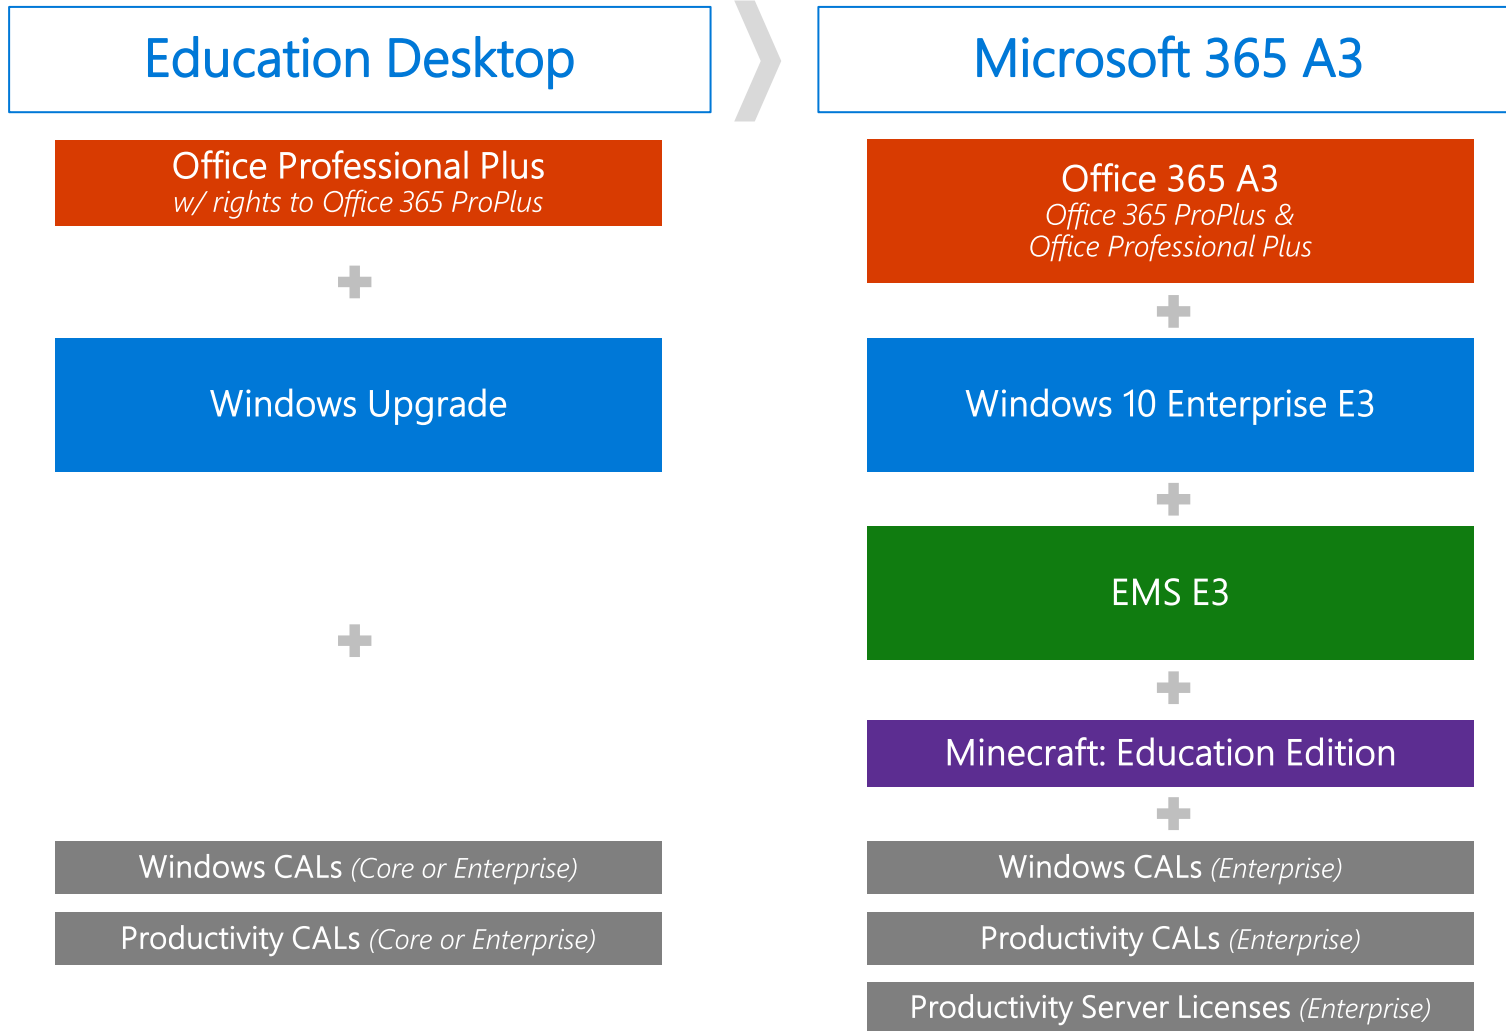 Education Desktop
Office Professional Plus
w/ rights to Office 365 ProPlus
Windows Upgrade
Windows CALs (Core or Enterprise)
Productivity CALs (Core or Enterprise)
Microsoft 365 A3
Office 365 A3
Office 365 ProPlus &
Office Professional Plus
Windows 10 Enterprise E3
EMS E3
Minecraft: Education Edition
Windows CALs (Enterprise)
Productivity CALs (Enterprise)
Productivity Server Licenses (Enterprise)